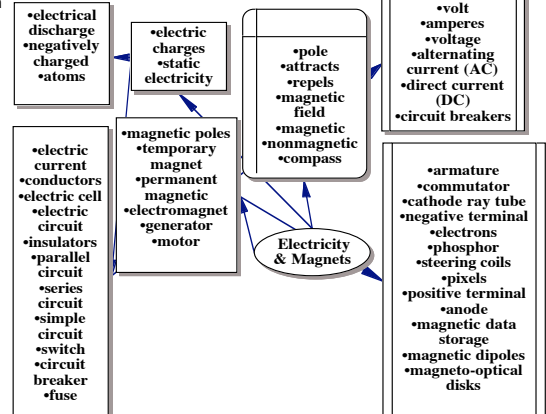 •electrical
discharge
•negatively
charged
•atoms
•electric
charges
•static
electricity
•pole
•attracts
•repels
•magnetic
field
•magnetic
•nonmagnetic
•compass
•volt
•amperes
•voltage
•alternating
current (AC)
•direct current
(DC)
•circuit breakers
•electric
current
•conductors
•electric cell
•electric
circuit
•insulators
•parallel
circuit
•series
circuit
•simple
circuit
•switch
•circuit
breaker
•fuse
•magnetic poles
•temporary
magnet
•permanent
magnetic
•electromagnet
•generator
•motor
Electricity
& Magnets
•armature
•commutator
•cathode ray tube
•negative terminal
•electrons
•phosphor
•steering coils
•pixels
•positive terminal
•anode
•magnetic data
storage
•magnetic dipoles
•magneto-optical
disks